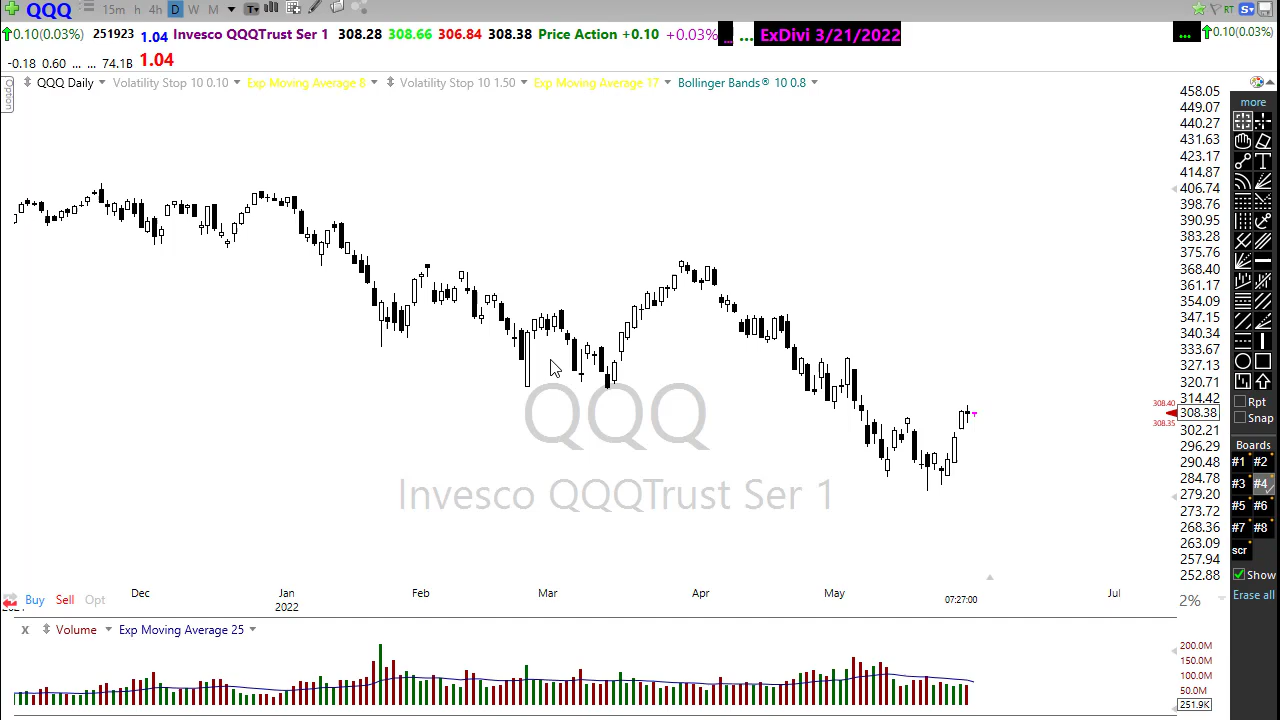 QQQ 15m h 4h D W M T
S RT
0.10(0.03%) 251923 1.04 Invesco QQQTrust Ser 1 308.28 308.66 306.84 308.38 Price Action +0.10 +0.03% ... ... ExDivi 3/21/2022 ... 0.10(0.03%)
-0.18 0.60 ... ... 74.1B 1.04
Option
QQQ Daily Volatility Stop 10 0.10 Exp Moving Average 8 Volatility Stop 10 1.50 Exp Moving Average 17 Bollinger Bands® 10 0.8
458.05
449.07
440.27
431.63
423.17
414.87
406.74
398.76
390.95
383.28
375.76
368.40
361.17
354.09
347.15
340.34
333.67
327.13
320.71
314.42
308.40
308.38
308.35
302.21
296.29
290.48
284.78
279.20
273.72
268.36
263.09
257.94
252.88
QQQ
Invesco QQQTrust Ser 1
more
T
Rpt
Snap
Boards
#1 #2
#3 #4
#5 #6
#7 #8
scr
Show
Erase all
Dec Jan Feb Mar Apr May 07:27:00 Jul
2022
Buy Sell Opt 2%
X Volume Exp Moving Average 25
200.0M
150.0M
100.0M
50.0M
251.9K